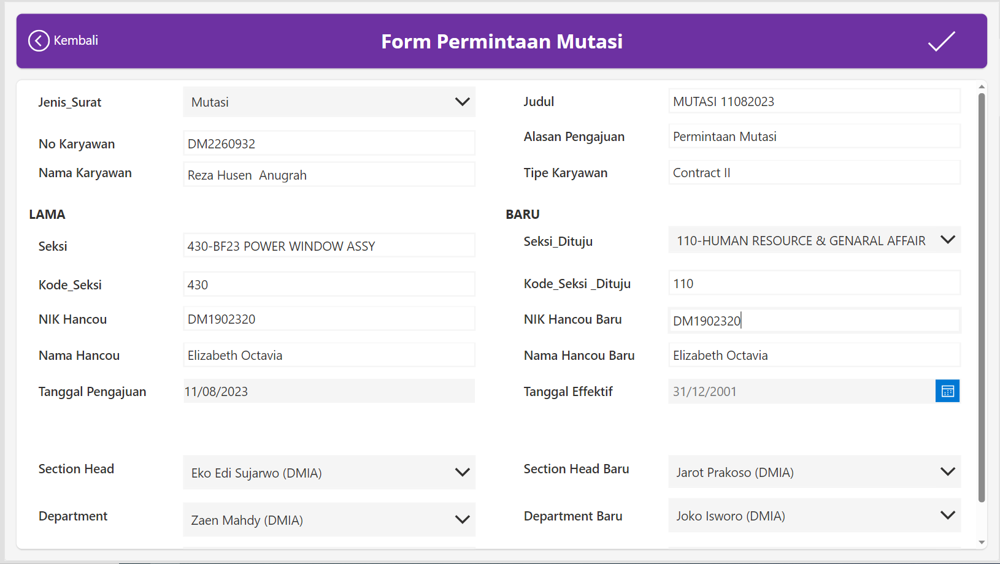 Kembali
Form Permintaan Mutasi
Jenis_Surat
Mutasi
Judul
MUTASI 11082023
No Karyawan
DM2260932
Alasan Pengajuan
Permintaan Mutasi
Nama Karyawan
Reza Husen  Anugrah
Tipe Karyawan
Contract II
LAMA
BARU
Seksi
430-BF23 POWER WINDOW ASSY
Seksi_Dituju
110-HUMAN RESOURCE & GENARAL AFFAIR
Kode_Seksi
430
Kode_Seksi _Dituju
110
NIK Hancou
DM1902320
NIK Hancou Baru
DM1902320
Nama Hancou
Elizabeth Octavia
Nama Hancou Baru
Elizabeth Octavia
Tanggal Pengajuan
11/08/2023
Tanggal Effektif
31/12/2001
Section Head
Eko Edi Sujarwo (DMIA)
Section Head Baru
Jarot Prakoso (DMIA)
Department
Zaen Mahdy (DMIA)
Department Baru
Joko Isworo (DMIA)